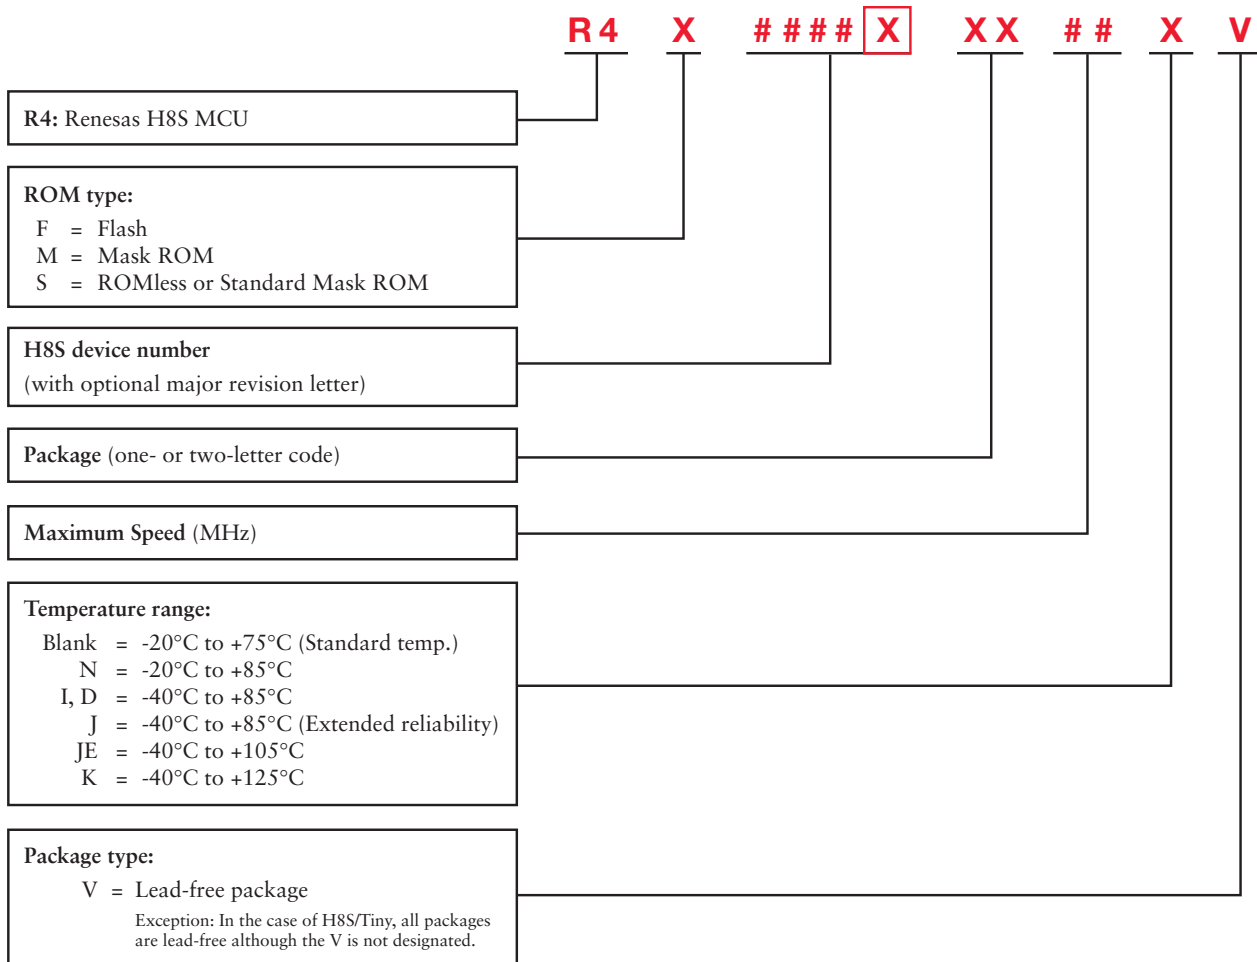 R4 X #### X XX ## X V
R4: Renesas H8S MCU
ROM type:
F = Flash
M = Mask ROM
S = ROMless or Standard Mask ROM
H8S device number
(with optional major revision letter)
Package (one- or two-letter code)
Maximum Speed (MHz)
Temperature range:
Blank = -20°C to +75°C (Standard temp.)
N = -20°C to +85°C
I, D = -40°C to +85°C
J = -40°C to +85°C (Extended reliability)
JE = -40°C to +105°C
K = -40°C to +125°C
Package type:
V = Lead-free package
Exception: In the case of H8S/Tiny, all packages
are lead-free although the V is not designated.